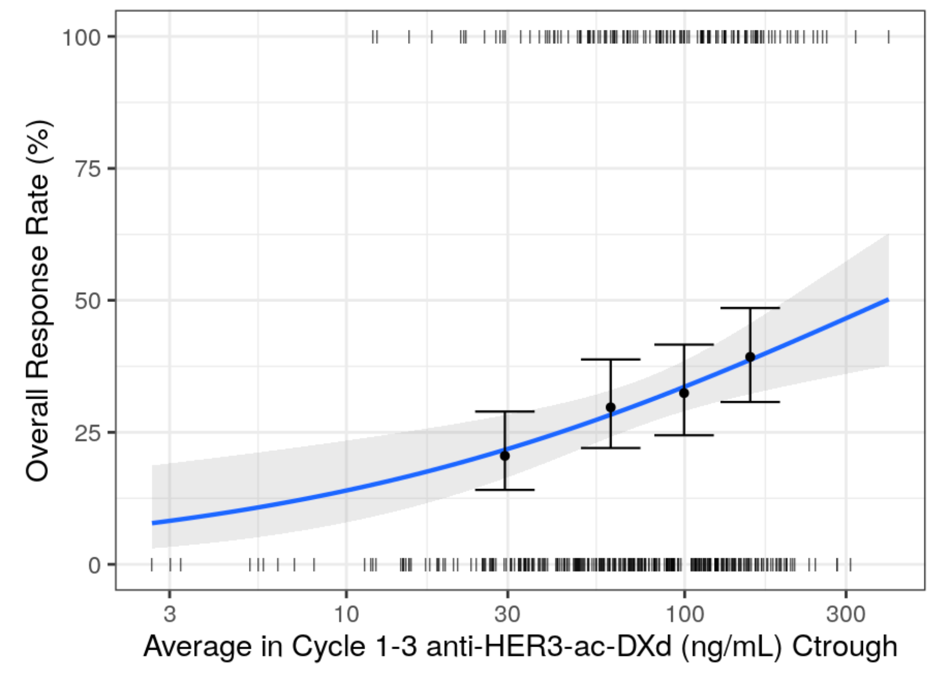 100
75
50
25
0
Overall Response Rate (%)
3 10 30 100 300
Average in Cycle 1-3 anti-HER3-ac-DXd (ng/mL) Ctrough